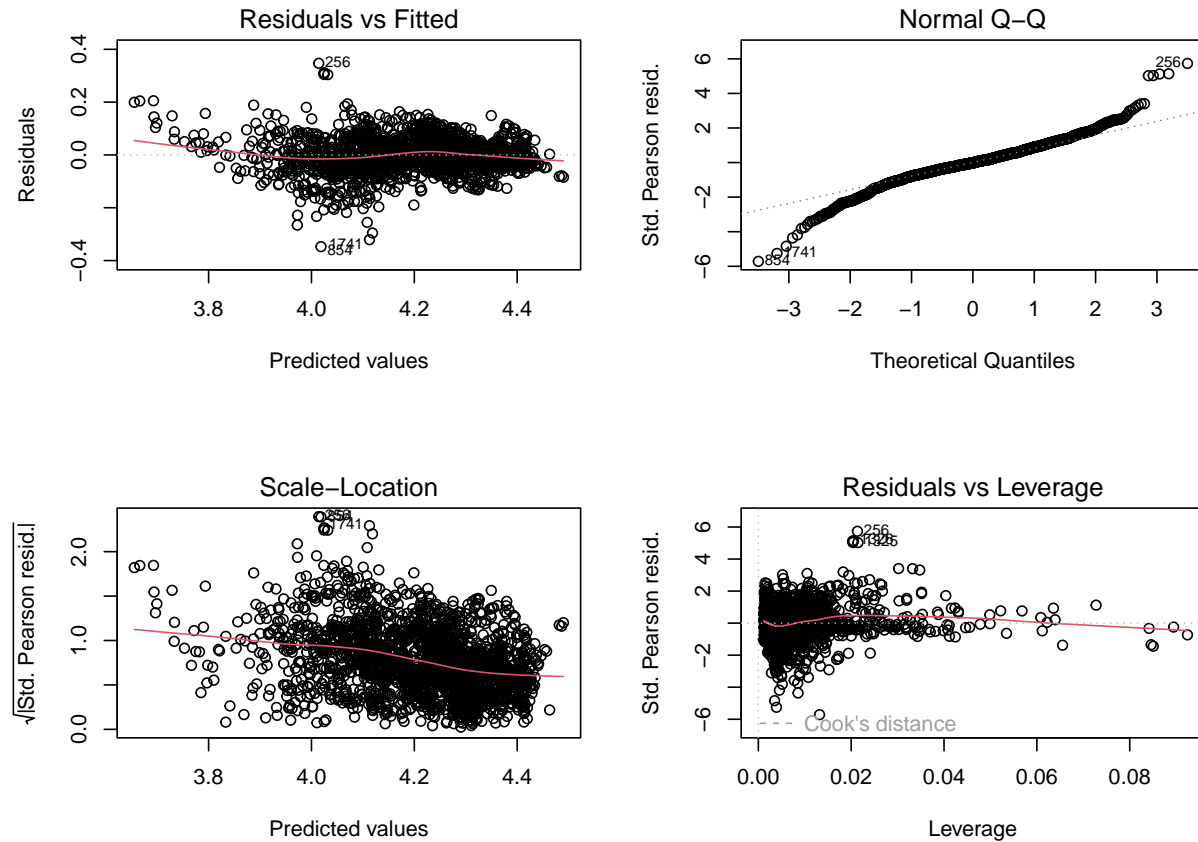 Residuals vs Fitted
Residuals
0.4
0.2
0.0
−0.4
3.8 4.0 4.2 4.4
Predicted values
256
1741
854
Normal Q−Q
Std. Pearson resid.
6
4
2
−2
−6
−3 −2 −1 0 1 2 3
Theoretical Quantiles
256
1741
854
Scale−Location
√|Std. Pearson resid.|
2.0
1.0
0.0
3.8 4.0 4.2 4.4
Predicted values
1741
Residuals vs Leverage
Std. Pearson resid.
6
4
2
0
−2
−6
0.00 0.02 0.04 0.06 0.08
Leverage
256
Cook's distance